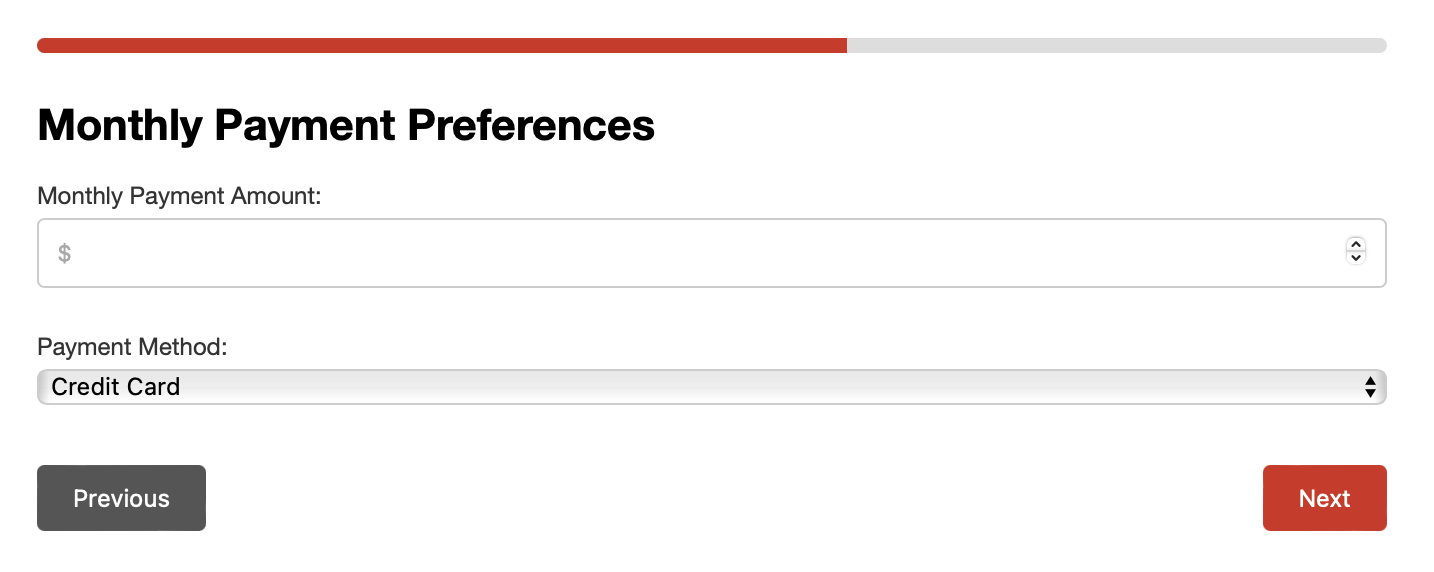 Monthly Payment Preferences
Monthly Payment Amount:
$
Payment Method:
Credit Card
Previous
Next